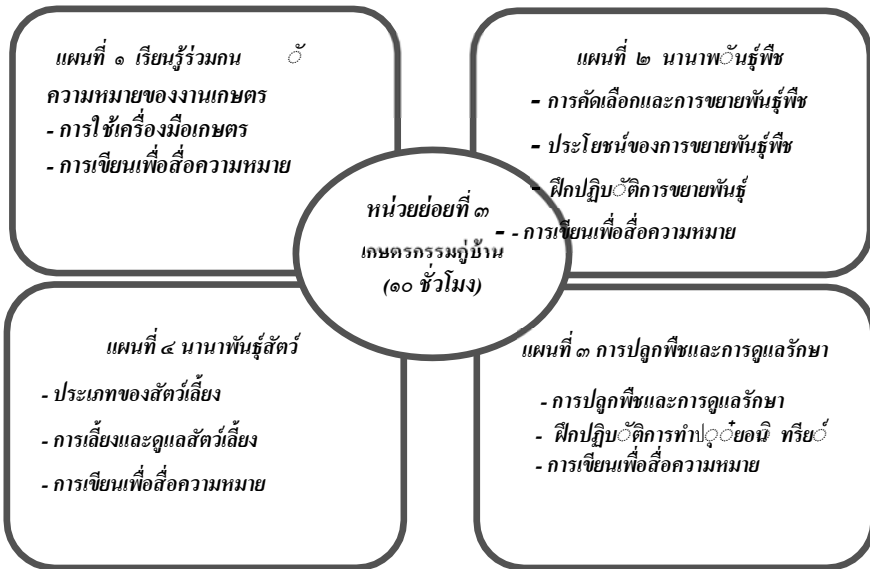 แผนที่ ๑ เรียนรู้ร่วมกน ั
ความหมายของงานเกษตร
- การใช้เครื่องมือเกษตร
- การเขียนเพื่อสื่อความหมาย
แผนที่ ๒ นานาพันธุ์พืช
- การคัดเลือกและการขยายพันธุ์พืช
- ประโยชน์ของการขยายพันธุ์พืช
- ฝึกปฏิบัติการขยายพันธุ์
- - การเขียนเพื่อสื่อความหมาย
หน่วยย่อยที่ ๓
เกษตรกรรมคู่บ้าน
(๑๐ ชั่วโมง)
แผนที่ ๔ นานาพันธุ์สัตว์
- ประเภทของสัตว์เลี้ยง
- การเลี้ยงและดูแลสัตว์เลี้ยง
- การเขียนเพื่อสื่อความหมาย
แผนที่ ๓ การปลูกพืชและการดูแลรักษา
- การปลูกพืชและการดูแลรักษา
- ฝึกปฏิบัติการทำปุ๋ยอินทรีย์
- การเขียนเพื่อสื่อความหมาย